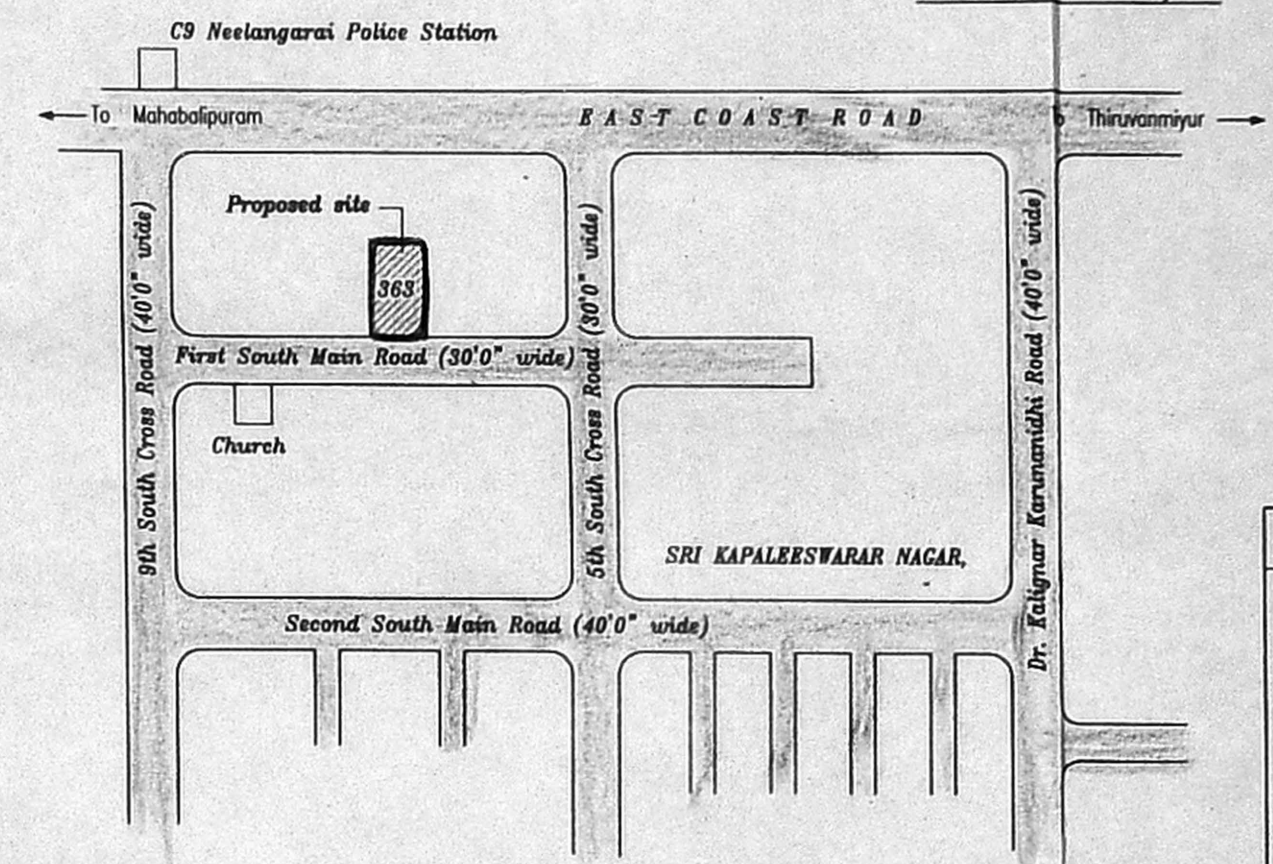 C9 Neelangarai Police Station
To Mahabalipuram
EAST COAST ROAD
Thiruvanmiyur
Proposed site
363
9th South Cross Road (40'0" wide)
5th South Cross Road (30'0" wide)
Dr. Kalignar Karunanidhi Road (40'0" wide)
First South Main Road (30'0" wide)
Church
SRI KAPALEESWARAR NAGAR,
Second South Main Road (40'0" wide)